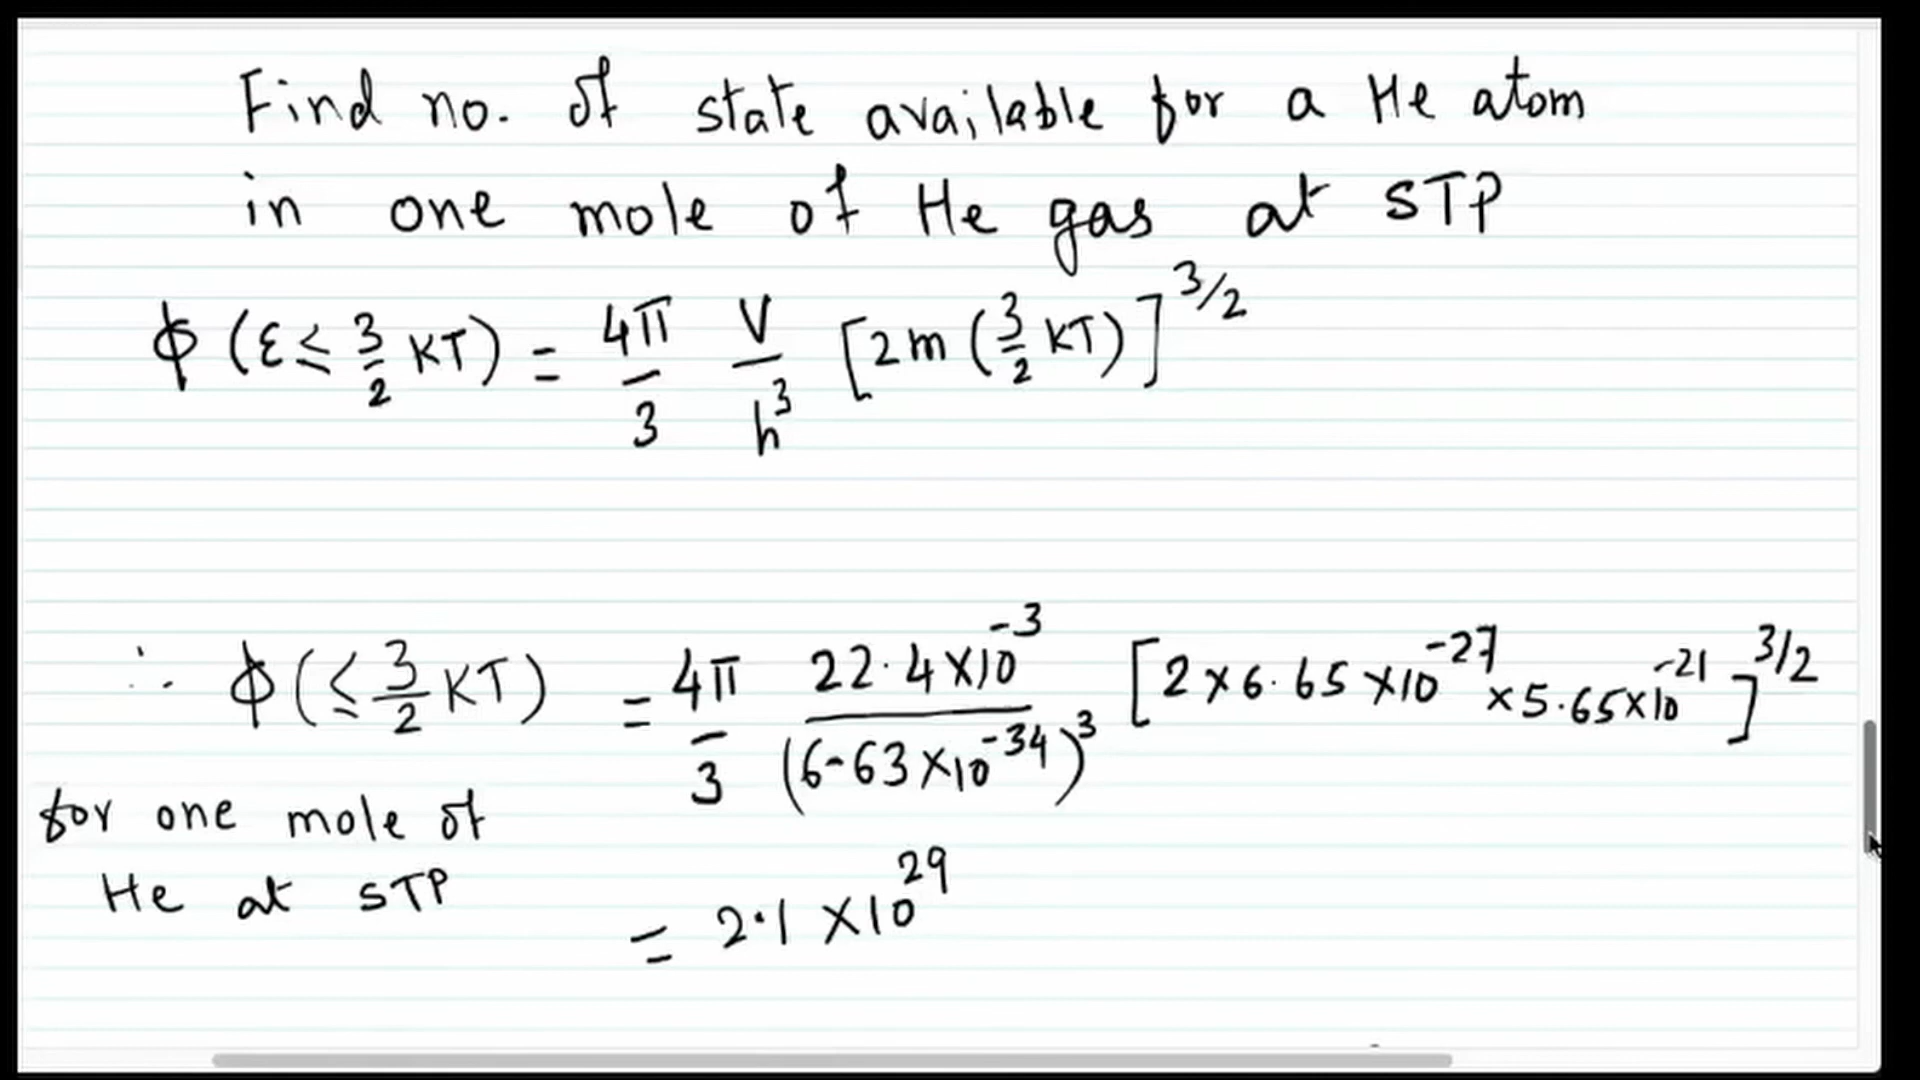 Find no. of state available for a He atom
in one mole of He gas at STP
ϕ (ε ≤ 3/2 KT) = 4π/3 V/h³ [2m (3/2 KT)]^3/2
∴ ϕ (≤ 3/2 KT) = 4π/3 22.4×10^-3/(6-63×10^-34)^3 [2×6.65×10^-27 ×5.65×10^-21]^3/2
for one mole of
He at STP
= 2.1 ×10^29